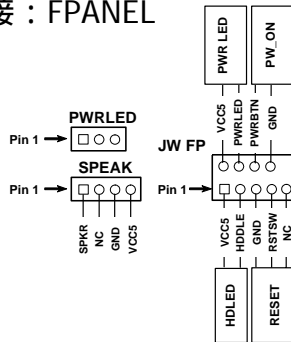 接：FPANEL
PWR LED
PW_ON
VCC5
PWRLED
PWRBTN
GND
PWRLED
Pin 1
JW FP
SPEAK
Pin 1
Pin 1
SPKR
NC
GND
VCC5
VCC5
HDDLE
GND
RSTSW
NC
HDLED
RESET